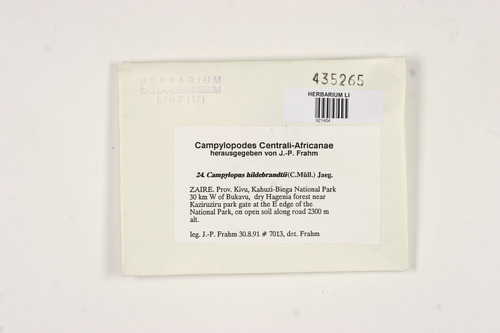 HERBARIUM
LINZ (LI)
435265
HERBARIUM LI
921404
Campylopodes Centrali-Africanae
herausgegeben von J.-P. Frahm
24. Campylopus hildebrandtii(C.Müll.) Jaeg.
ZAIRE. Prov. Kivu, Kahuzi-Biega National Park
30 km W of Bukavu, dry Hagenia forest near
Kaziruziru park gate at the E edge of the
National Park, on open soil along road 2300 m
alt.
leg. J.-P. Frahm 30.8.91 # 7013, det. Frahm